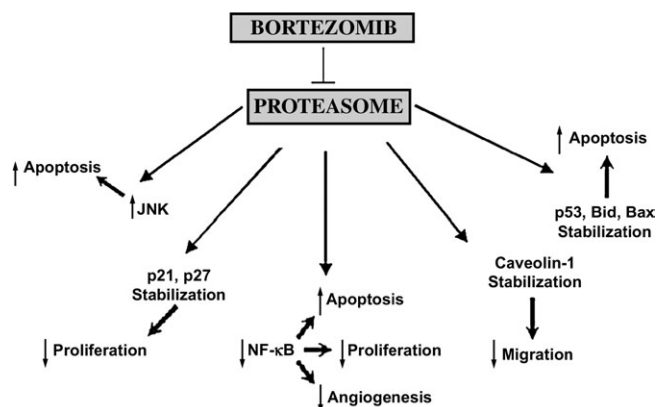 BORTEZOMIB
PROTEASOME
Apoptosis
JNK
p21, p27
Stabilization
Proliferation
Apoptosis
NF-κB
Proliferation
Angiogenesis
Caveolin-1
Stabilization
Migration
Apoptosis
p53, Bid, Bax
Stabilization